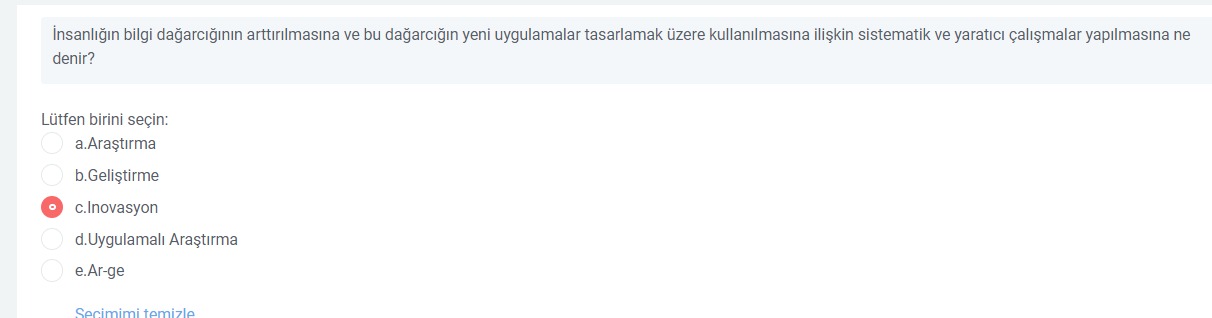 İnsanlığın bilgi dağarcığının arttırılmasına ve bu dağarcığın yeni uygulamalar tasarlamak üzere kullanılmasına ilişkin sistematik ve yaratıcı çalışmalar yapılmasına ne
denir?
Lütfen birini seçin:
a.Araştırma
b.Geliştirme
c.Inovasyon
d.Uygulamalı Araştırma
e.Ar-ge
Seçimimi temizle